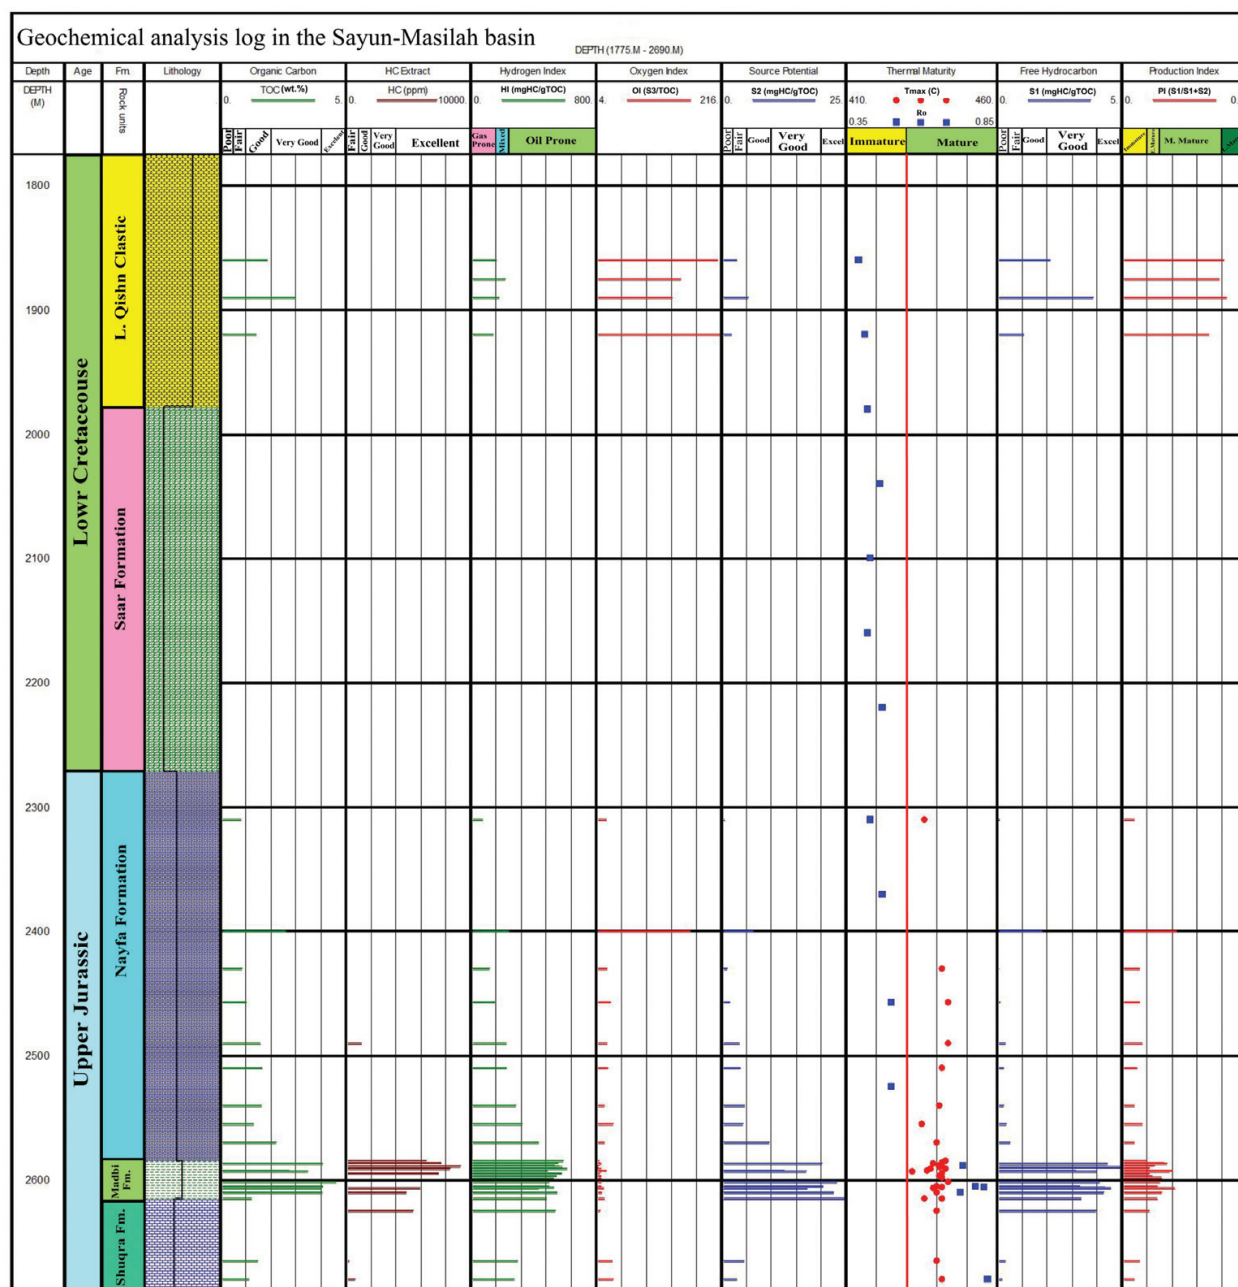 Geochemical analysis log in the Sayun-Masilah basin
DEPTH (1775.M - 2690.M)
Depth Age Fm. Lithology Organic Carbon HC Extract Hydrogen Index Oxygen Index Source Potential Thermal Maturity Free Hydrocarbon Production Index
DEPTH (M)
Rock units
TOC (wt.%)
0. 5.
HC (ppm)
0. 10000.
HI (mgHC/gTOC)
0. 800.
OI (S3/TOC)
4. 216.
S2 (mgHC/gTOC)
0. 25.
Tmax (C)
410. 460.
Ro
0.35 0.85
S1 (mgHC/gTOC)
0. 5.
PI (S1/S1+S2)
0. 0.
Poor Fair Good Very Good Excelent
Fair Good Very Good Excellent
Gas Prone Mixed Oil Prone
Poor Fair Good Very Good Excel
Immature Mature
Poor Fair Good Very Good Excel
Immature M. Mature
1800
1900
2000
2100
2200
2300
2400
2500
2600
Lowr Cretaceouse
Upper Jurassic
L. Qishn Clastic
Saar Formation
Nayfa Formation
Madbi Fm.
Shuqra Fm.